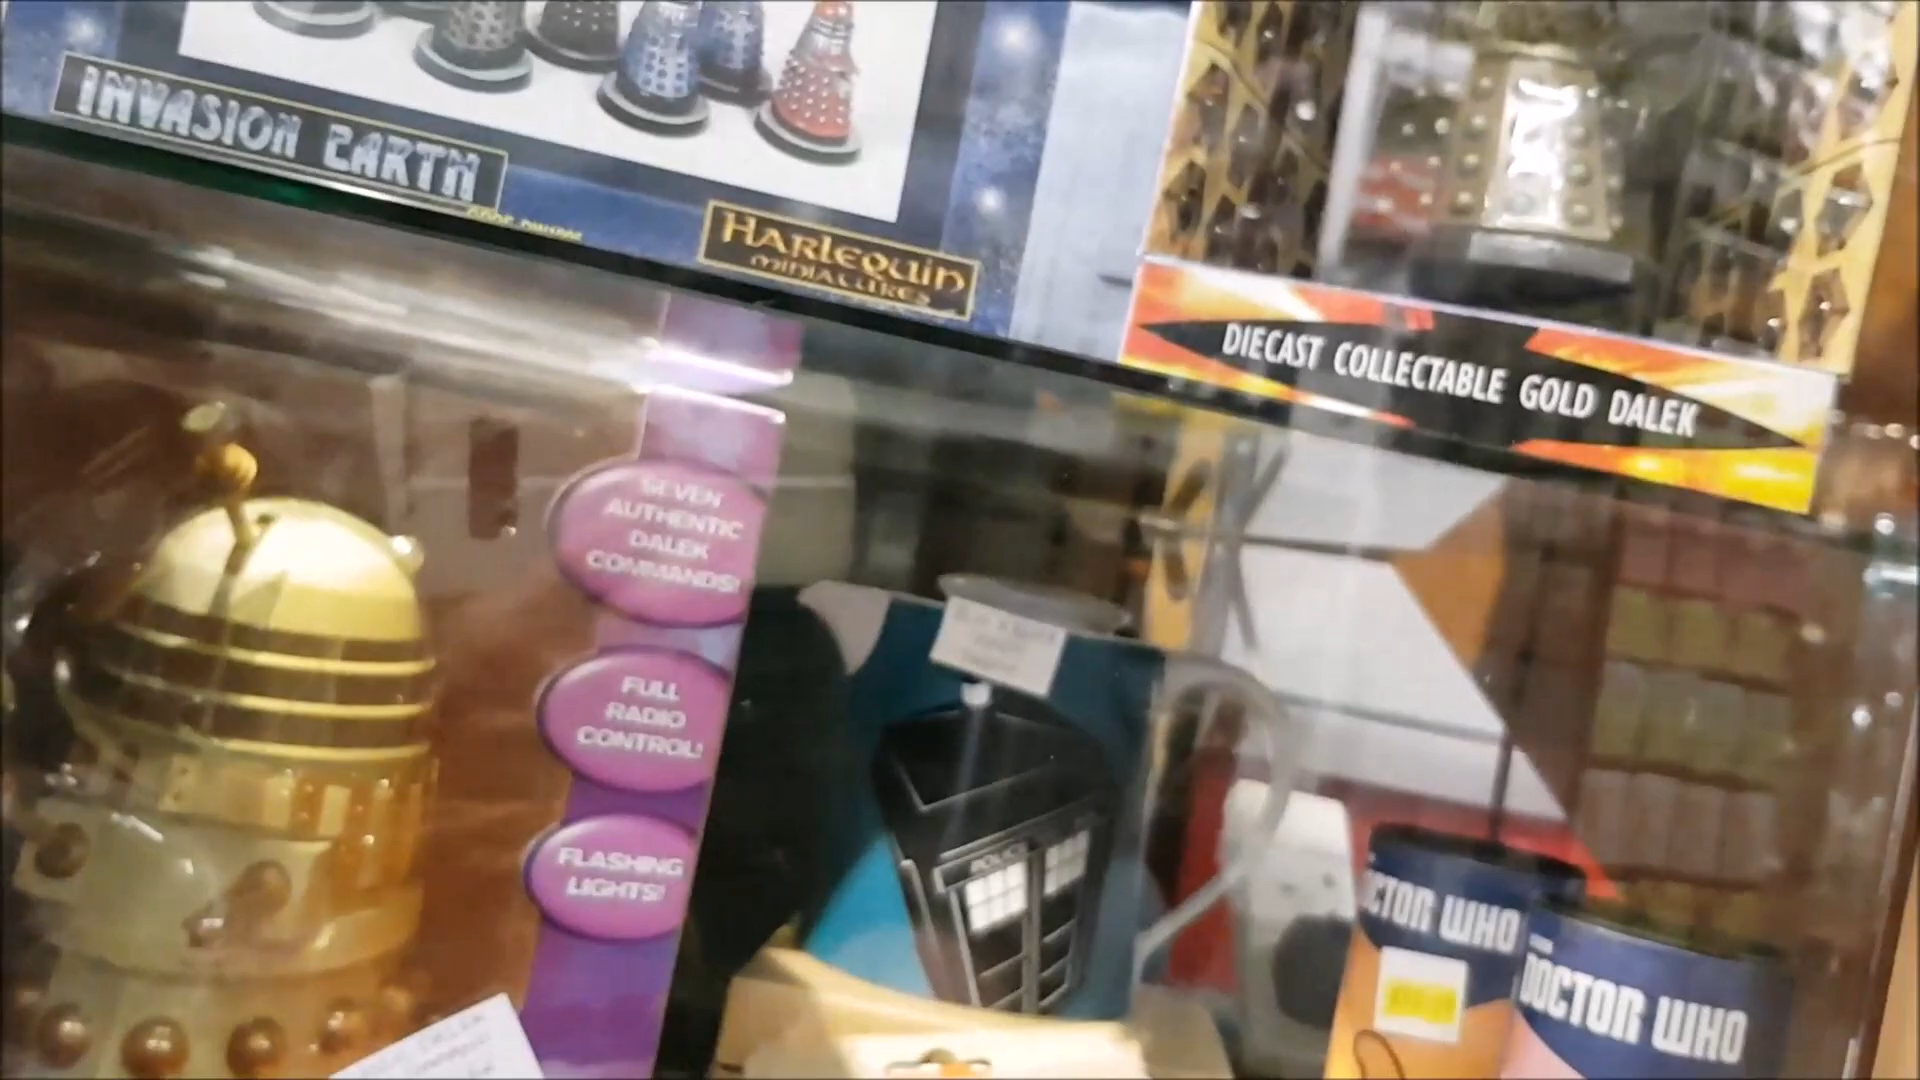 INVASION EARTH
HARLEQUIN
MINIATURES
DIECAST COLLECTABLE GOLD DALEK
SEVEN
AUTHENTIC
DALEK
COMMANDS!
FULL
RADIO
CONTROL!
FLASHING
LIGHTS!
POLICE
CTOR WHO
DOCTOR WHO